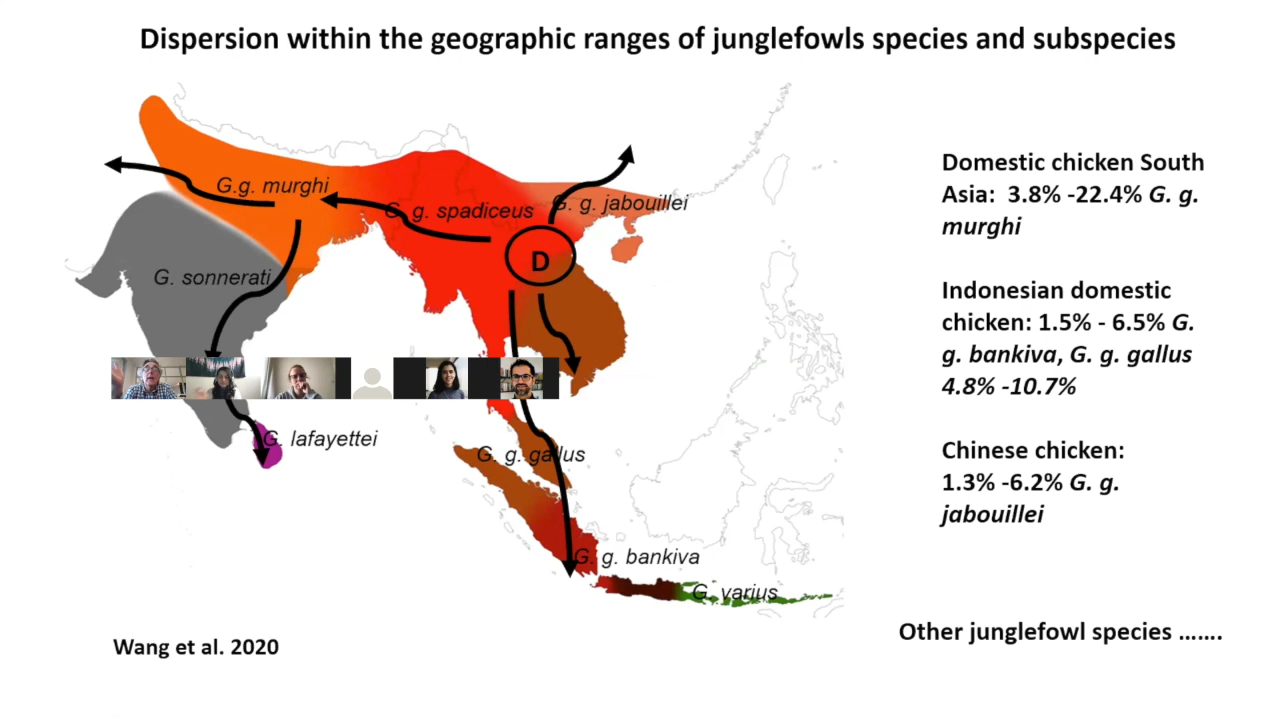 Dispersion within the geographic ranges of junglefowls species and subspecies
G.g. murghi
G. g. spadiceus
G. g. jabouillei
D
G. sonnerati
G. lafayettei
G. g. gallus
G. g. bankiva
G. varius
Domestic chicken South
Asia: 3.8% -22.4% G. g.
murghi
Indonesian domestic
chicken: 1.5% - 6.5% G.
g. bankiva, G. g. gallus
4.8% -10.7%
Chinese chicken:
1.3% -6.2% G. g.
jabouillei
Other junglefowl species …….
Wang et al. 2020